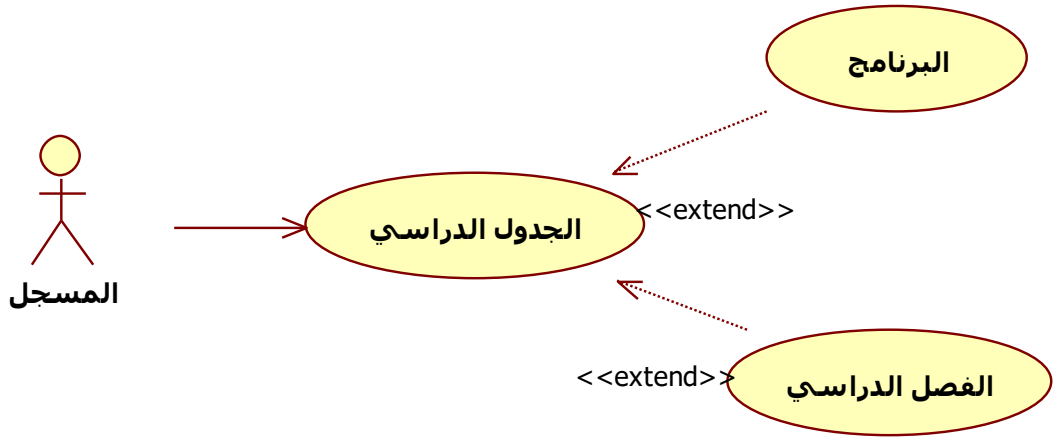 البرنامج
<<extend>>
الجدول الدراسي
المسجل
<<extend>>
الفصل الدراسي